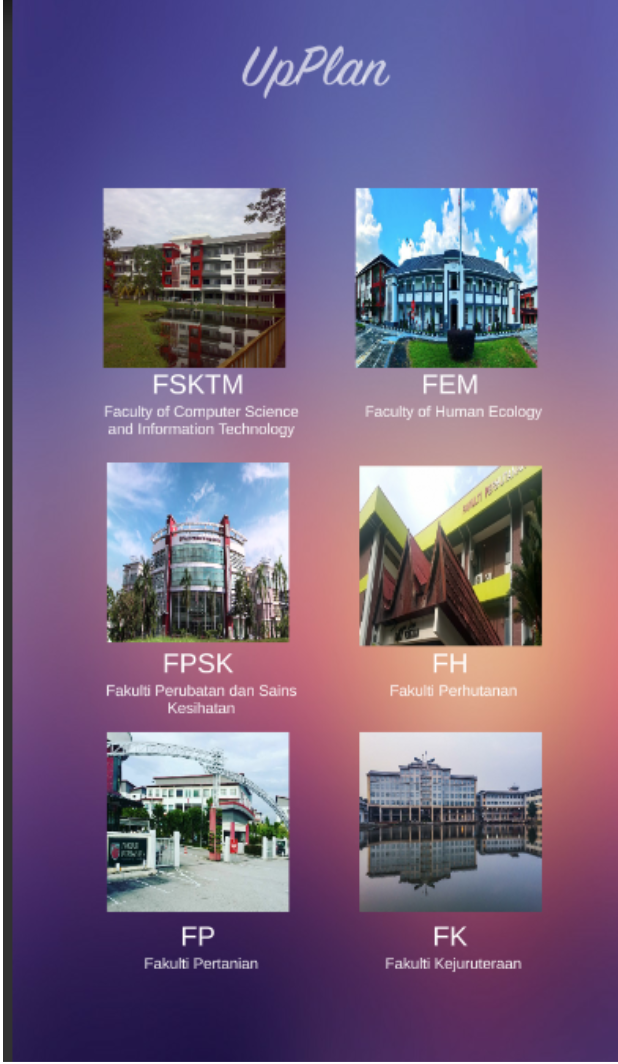 UpPlan
FSKTM
Faculty of Computer Science
and Information Technology
FEM
Faculty of Human Ecology
FPSK
Fakulti Perubatan dan Sains
Kesihatan
FH
Fakulti Perhutanan
FP
Fakulti Pertanian
FK
Fakulti Kejuruteraan